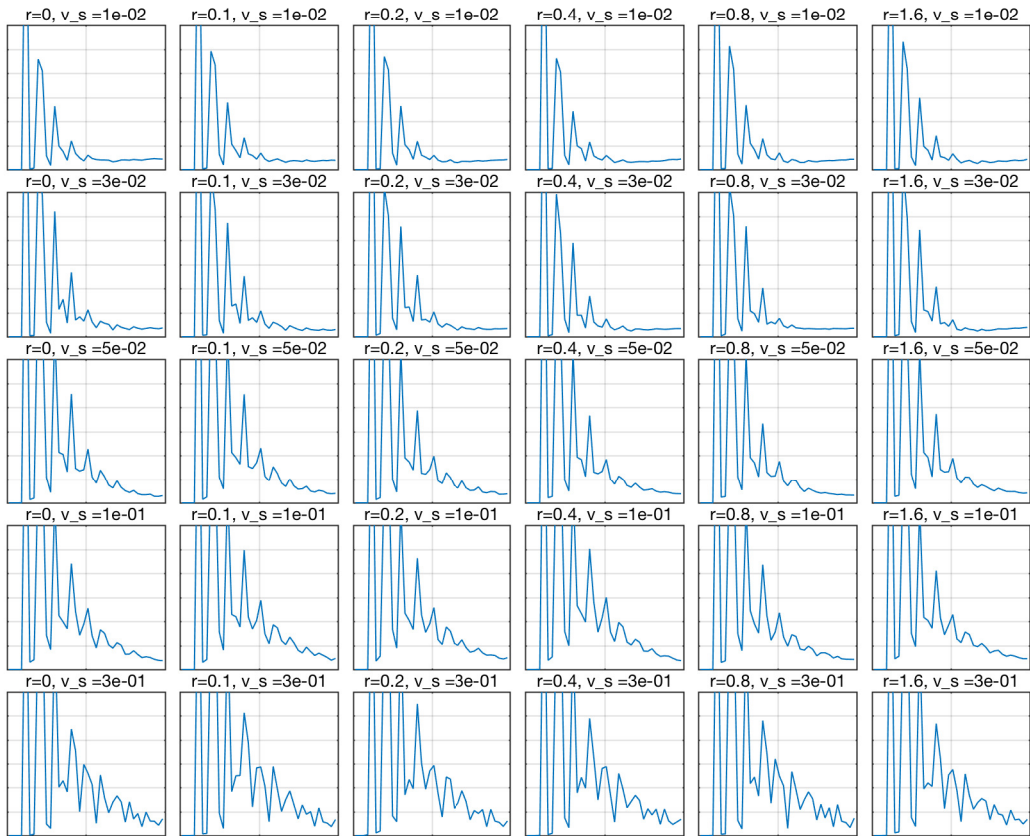 r=0, v_s =1e-02 r=0.1, v_s =1e-02 r=0.2, v_s =1e-02 r=0.4, v_s =1e-02 r=0.8, v_s =1e-02 r=1.6, v_s =1e-02
r=0, v_s =3e-02 r=0.1, v_s =3e-02 r=0.2, v_s =3e-02 r=0.4, v_s =3e-02 r=0.8, v_s =3e-02 r=1.6, v_s =3e-02
r=0, v_s =5e-02 r=0.1, v_s =5e-02 r=0.2, v_s =5e-02 r=0.4, v_s =5e-02 r=0.8, v_s =5e-02 r=1.6, v_s =5e-02
r=0, v_s =1e-01 r=0.1, v_s =1e-01 r=0.2, v_s =1e-01 r=0.4, v_s =1e-01 r=0.8, v_s =1e-01 r=1.6, v_s =1e-01
r=0, v_s =3e-01 r=0.1, v_s =3e-01 r=0.2, v_s =3e-01 r=0.4, v_s =3e-01 r=0.8, v_s =3e-01 r=1.6, v_s =3e-01